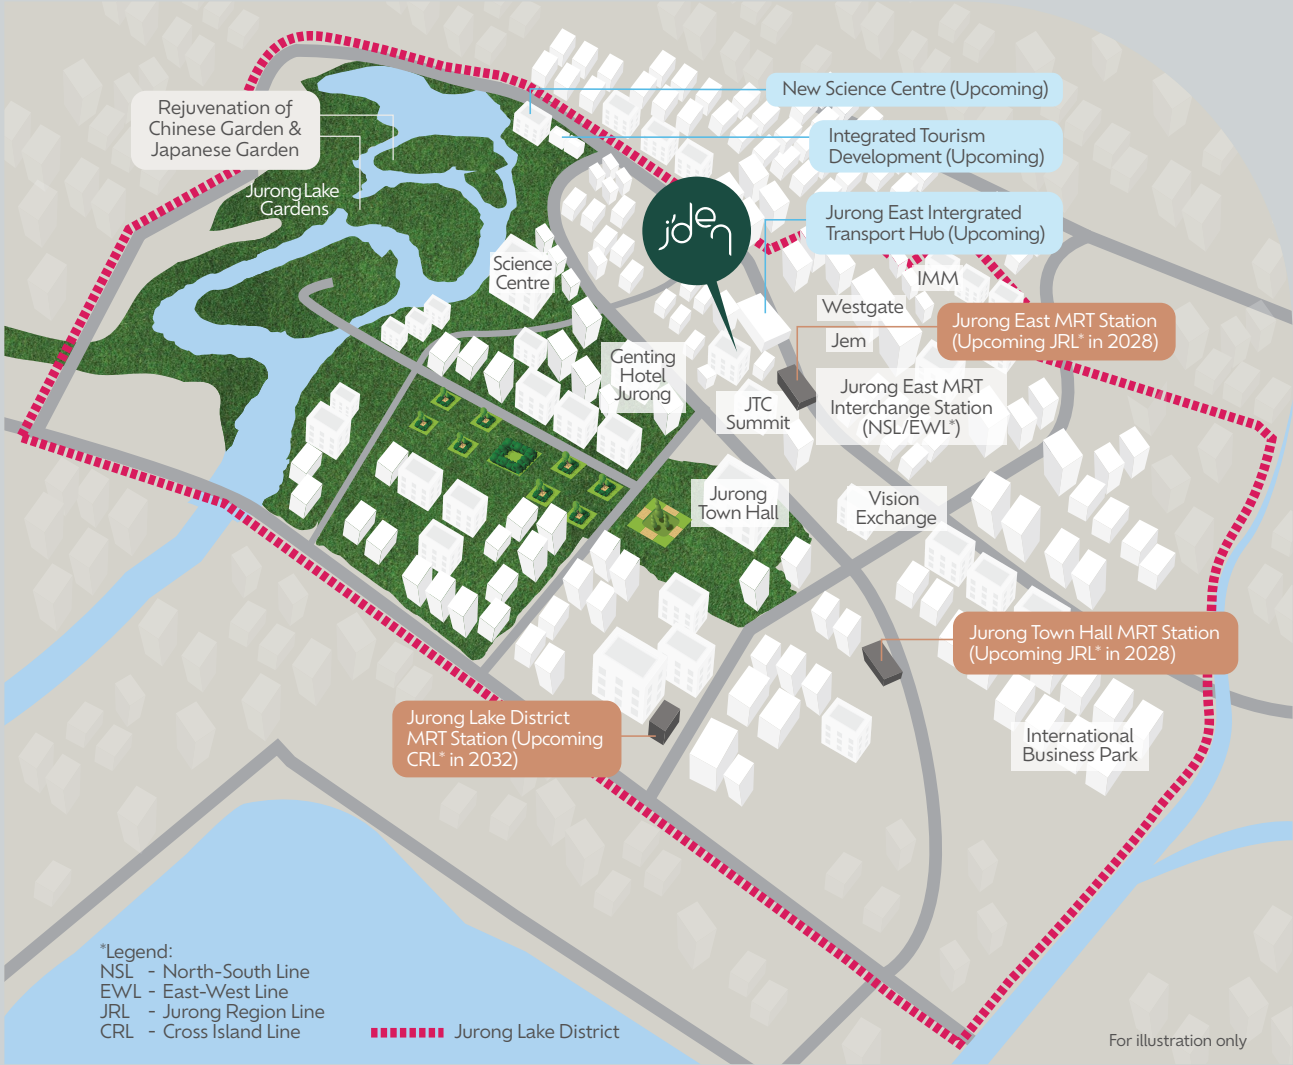 New Science Centre (Upcoming)
Rejuvenation of
Chinese Garden &
Japanese Garden
Integrated Tourism
Development (Upcoming)
Jurong Lake
Gardens
j'den
Jurong East Intergrated
Transport Hub (Upcoming)
Science
Centre
IMM
Westgate
Jem
Jurong East MRT Station
(Upcoming JRL* in 2028)
Genting
Hotel
Jurong
JTC
Summit
Jurong East MRT
Interchange Station
(NSL/EWL*)
Jurong
Town Hall
Vision
Exchange
Jurong Town Hall MRT Station
(Upcoming JRL* in 2028)
Jurong Lake District
MRT Station (Upcoming
CRL* in 2032)
International
Business Park
*Legend:
NSL - North-South Line
EWL - East-West Line
JRL - Jurong Region Line
CRL - Cross Island Line
Jurong Lake District
For illustration only